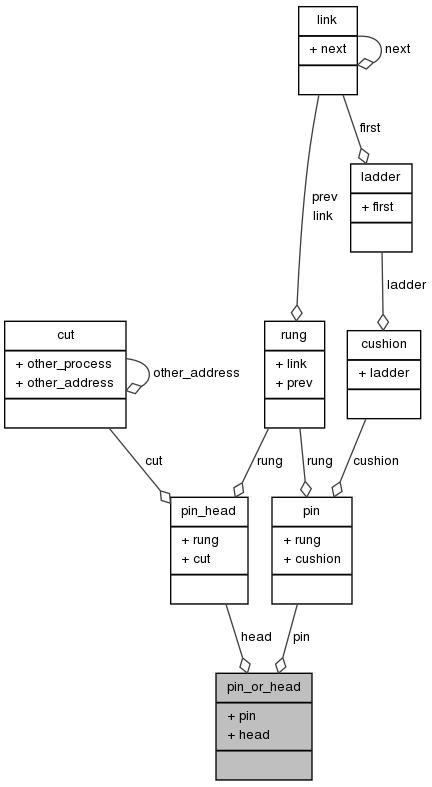 link
+ next
next
first
prev
link
ladder
+ first
ladder
cut
+ other_process
+ other_address
other_address
rung
+ link
+ prev
cushion
+ ladder
cut
rung
rung
cushion
pin_head
+ rung
+ cut
pin
+ rung
+ cushion
head
pin
pin_or_head
+ pin
+ head